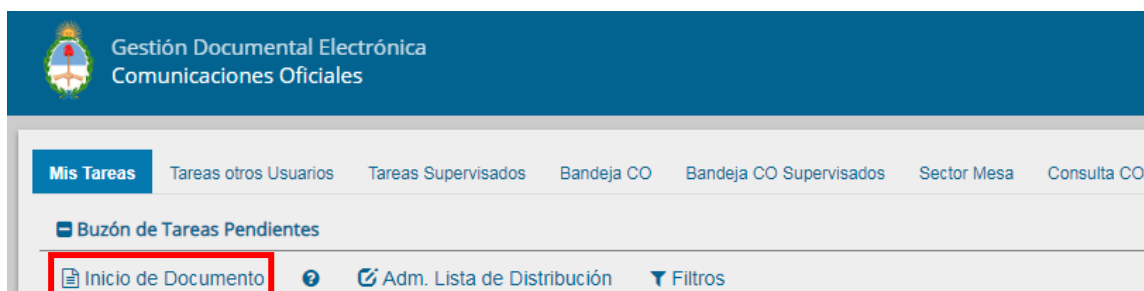 Gestión Documental Electrónica
Comunicaciones Oficiales
Mis Tareas Tareas otros Usuarios Tareas Supervisados Bandeja CO Bandeja CO Supervisados Sector Mesa Consulta CO
Buzón de Tareas Pendientes
Inicio de Documento Adm. Lista de Distribución Filtros